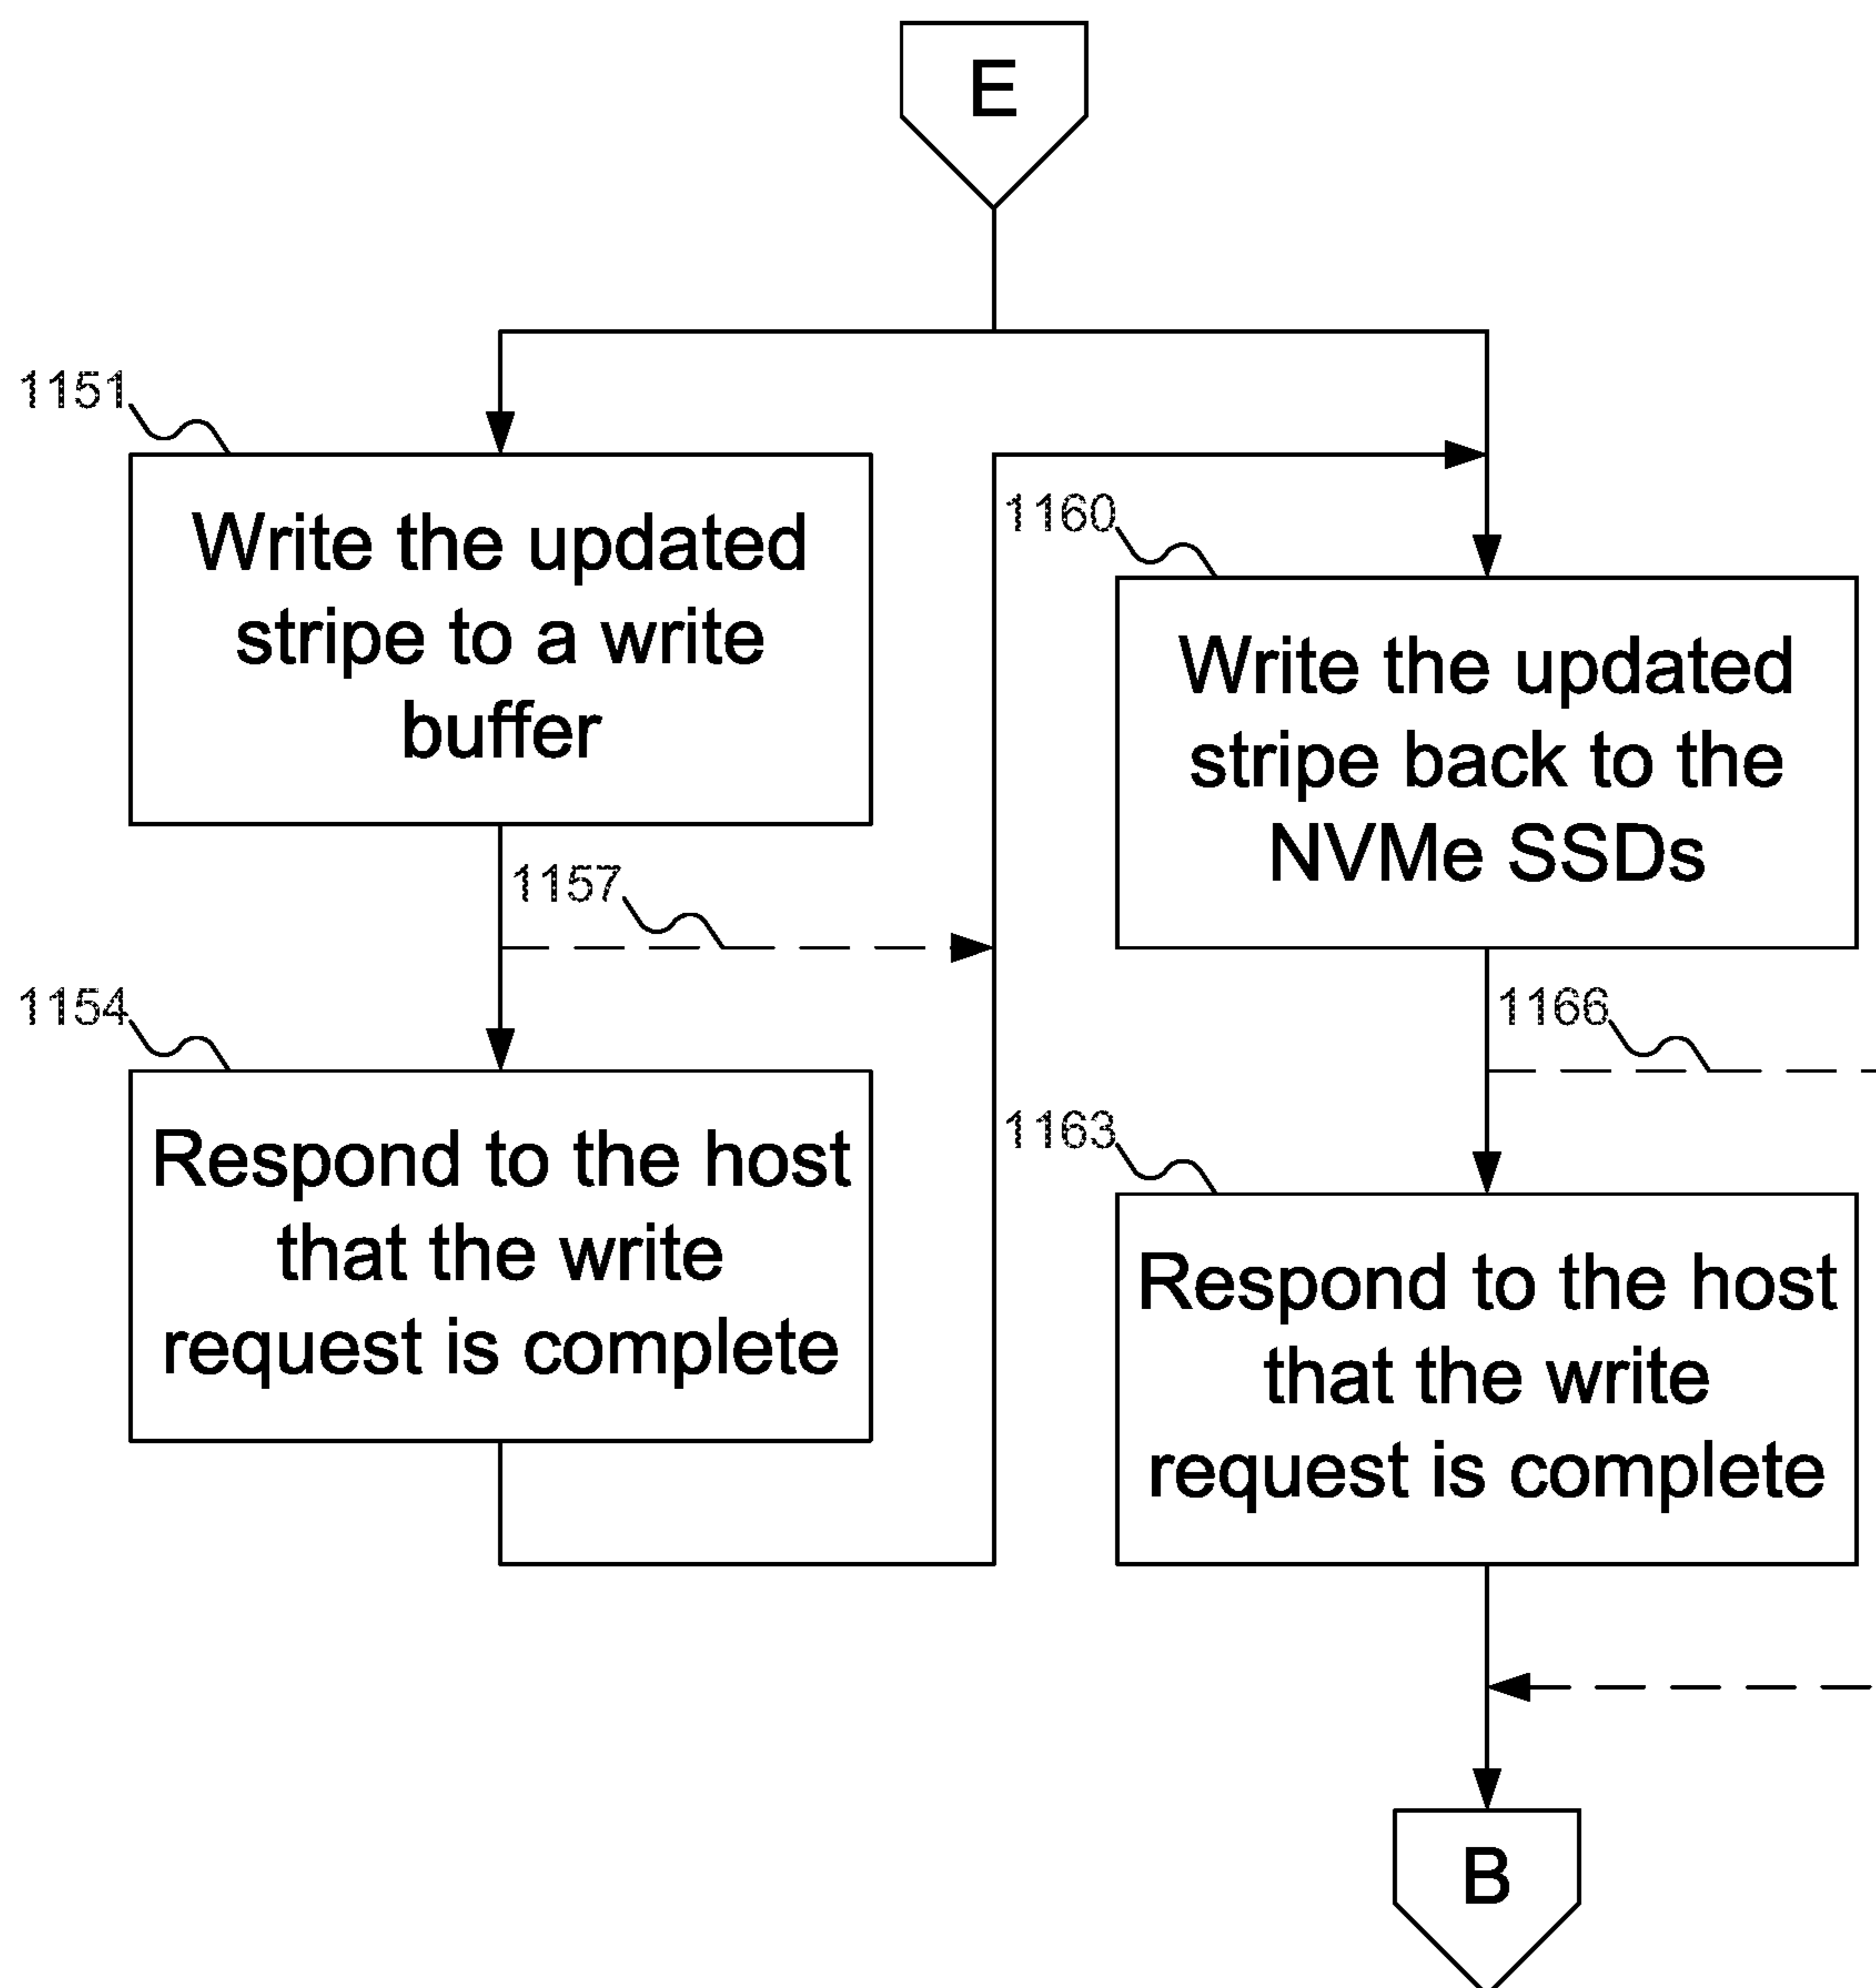 E
1151
Write the updated
stripe to a write
buffer
1160
Write the updated
stripe back to the
NVMe SSDs
1157
1154
Respond to the host
that the write
request is complete
1166
1163
Respond to the host
that the write
request is complete
B